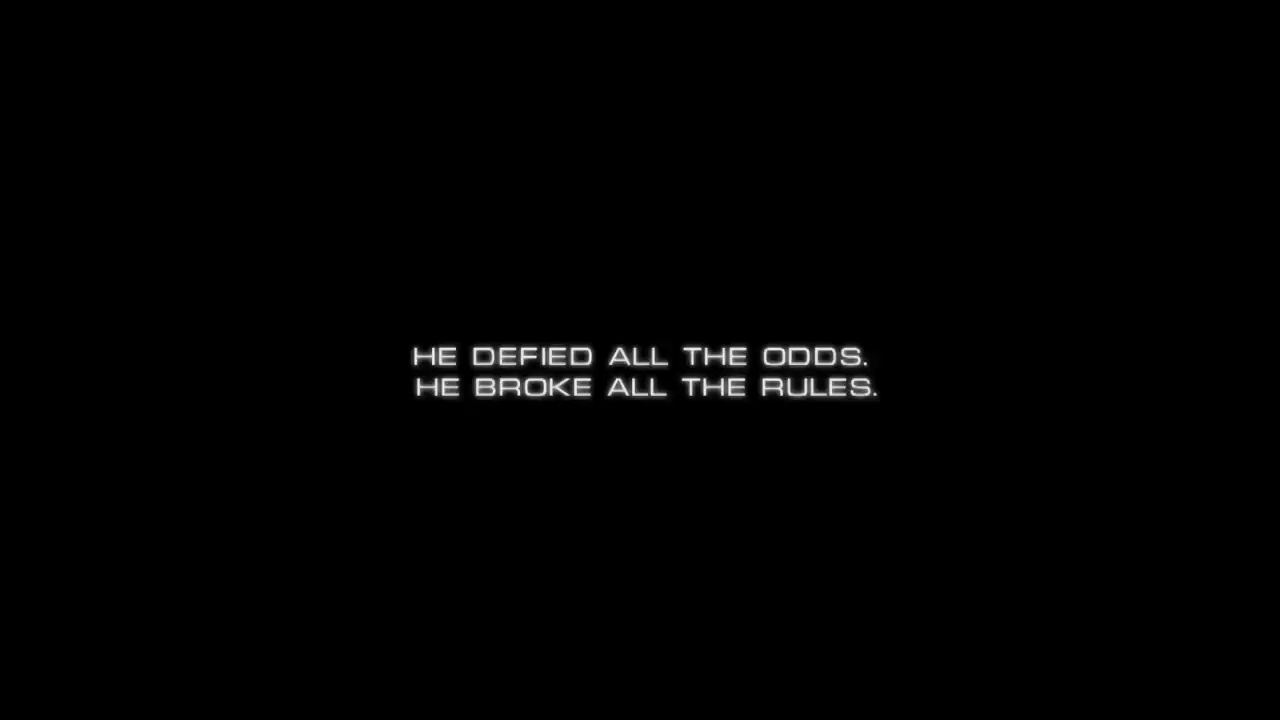 HE DEFIED ALL THE ODDS.
HE BROKE ALL THE RULES.